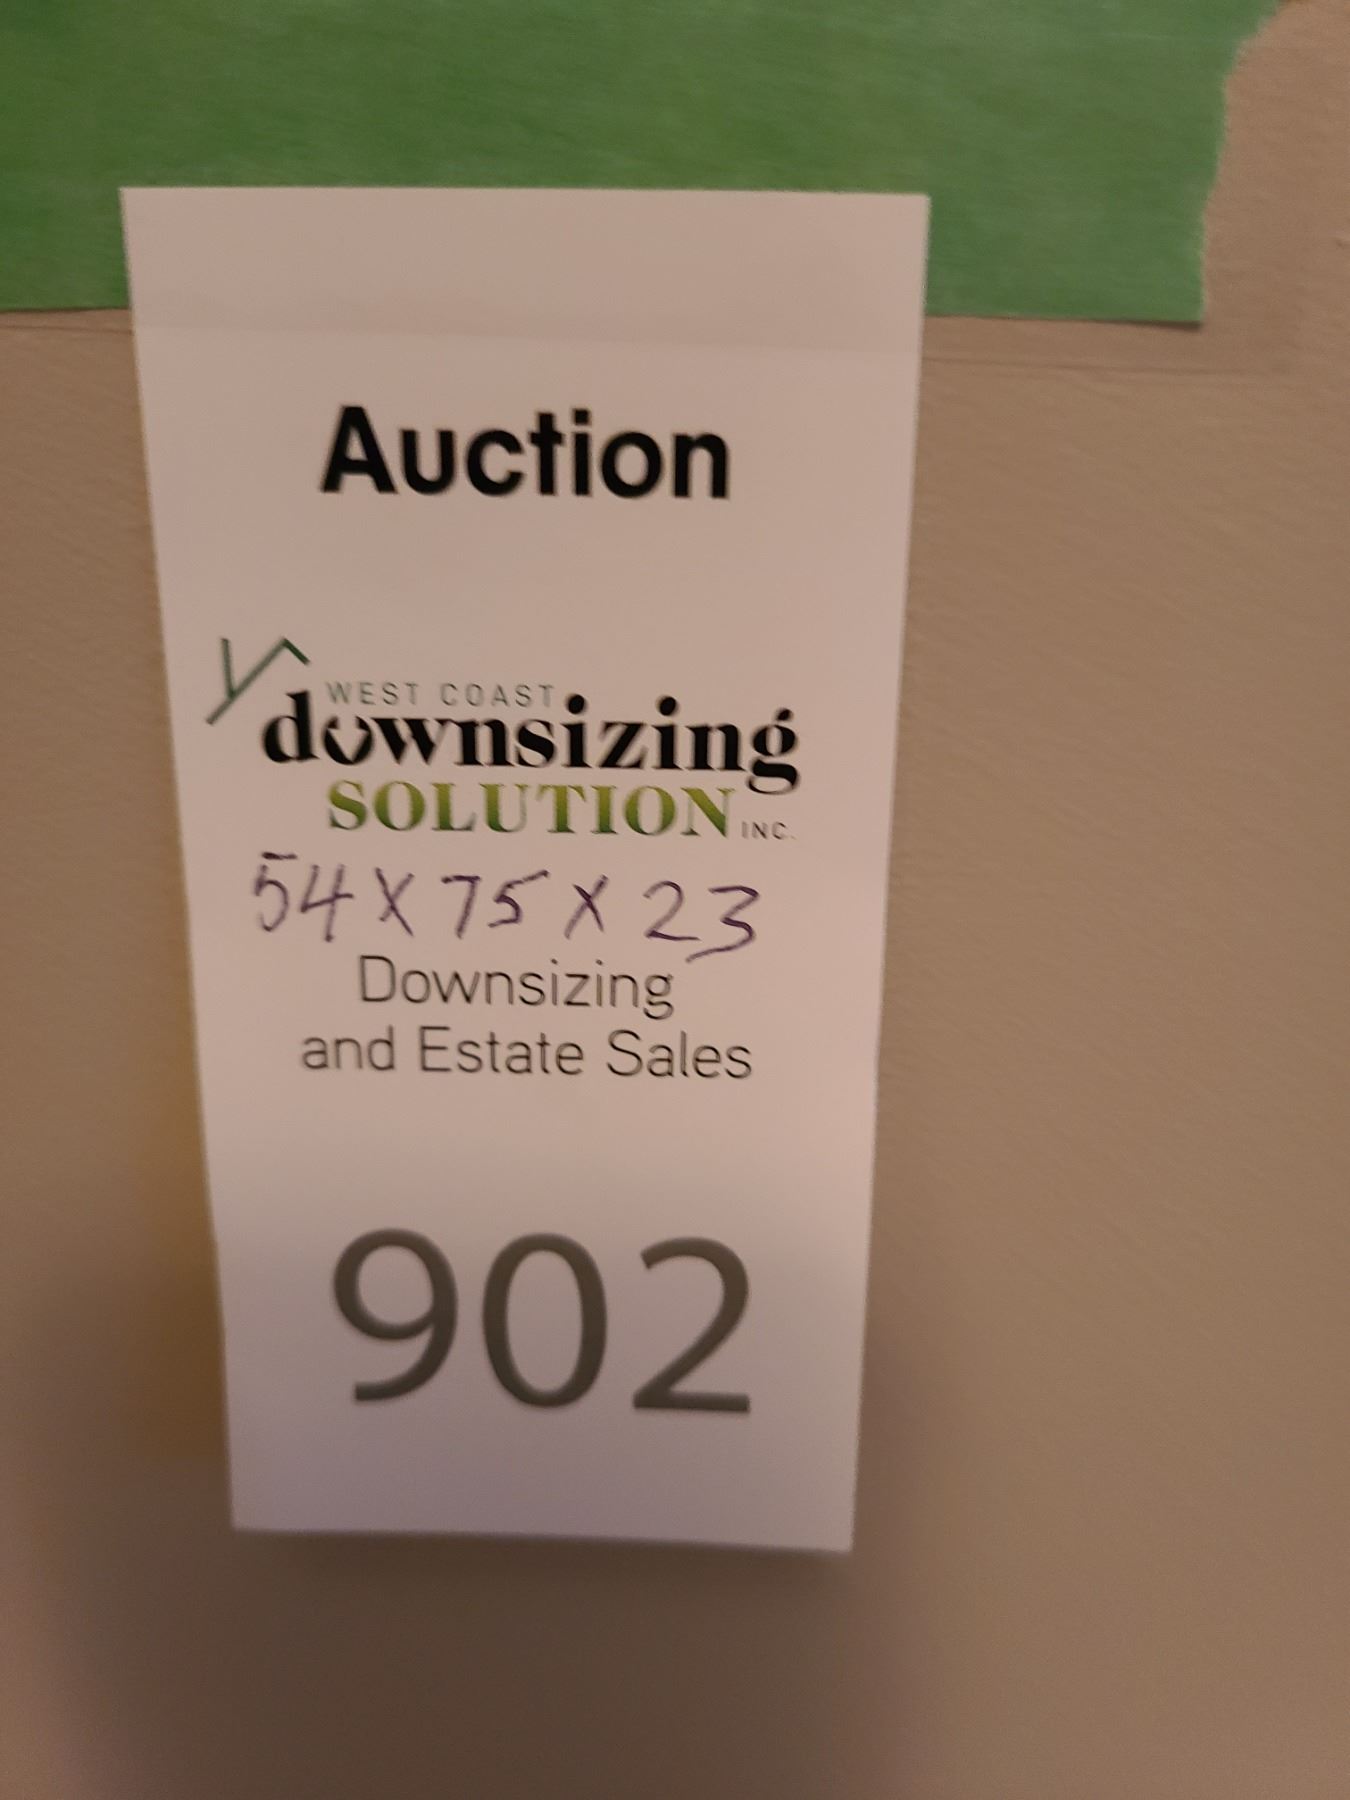 Auction
WEST COAST
downsizing
SOLUTION INC.
54 X 75 X 23
Downsizing
and Estate Sales
902